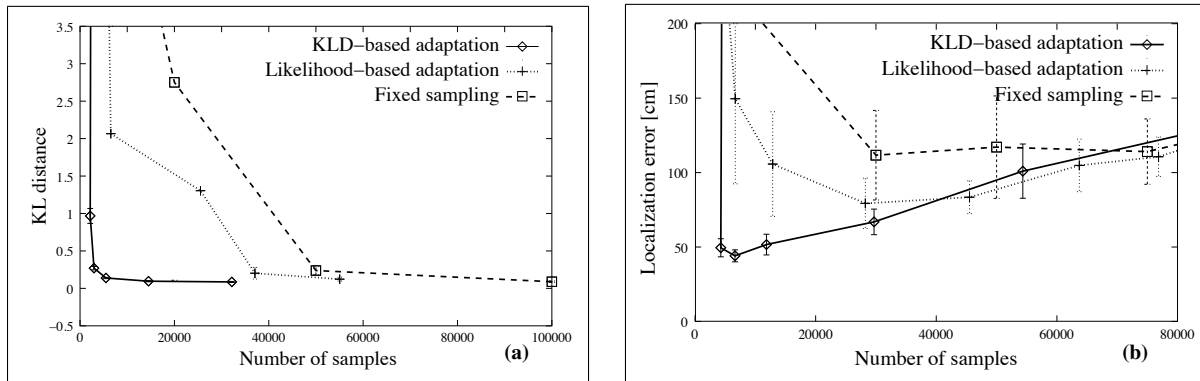 3.5
3
2.5
2
1.5
1
0.5
0
−0.5
KL distance
KLD−based adaptation
Likelihood−based adaptation
Fixed sampling
0 20000 40000 60000 80000 100000
Number of samples
(a)
200
150
100
50
0
Localization error [cm]
KLD−based adaptation
Likelihood−based adaptation
Fixed sampling
0 20000 40000 60000 80000
Number of samples
(b)